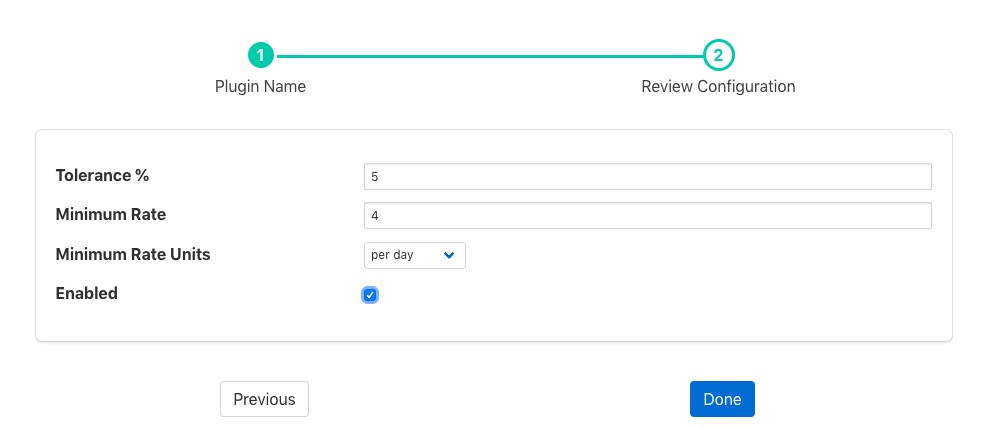 1 2
Plugin Name Review Configuration
Tolerance % 5
Minimum Rate 4
Minimum Rate Units per day
Enabled
Previous Done